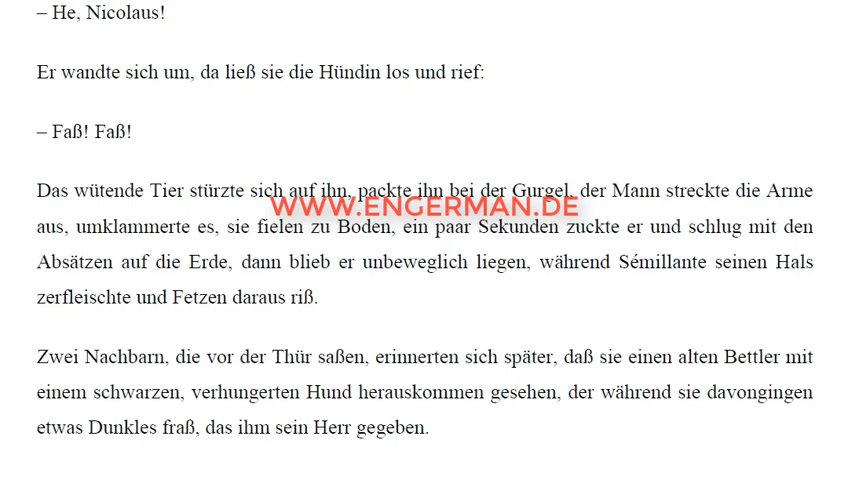 – He, Nicolaus!
Er wandte sich um, da ließ sie die Hündin los und rief:
– Faß! Faß!
Das wütende Tier stürzte sich auf ihn, packte ihn bei der Gurgel, der Mann streckte die Arme
WWW.ENGERMAN.DE
aus, umklammerte es, sie fielen zu Boden, ein paar Sekunden zuckte er und schlug mit den
Absätzen auf die Erde, dann blieb er unbeweglich liegen, während Sémillante seinen Hals
zerfleischte und Fetzen daraus riß.
Zwei Nachbarn, die vor der Thür saßen, erinnerten sich später, daß sie einen alten Bettler mit
einem schwarzen, verhungerten Hund herauskommen gesehen, der während sie davongingen
etwas Dunkles fraß, das ihm sein Herr gegeben.